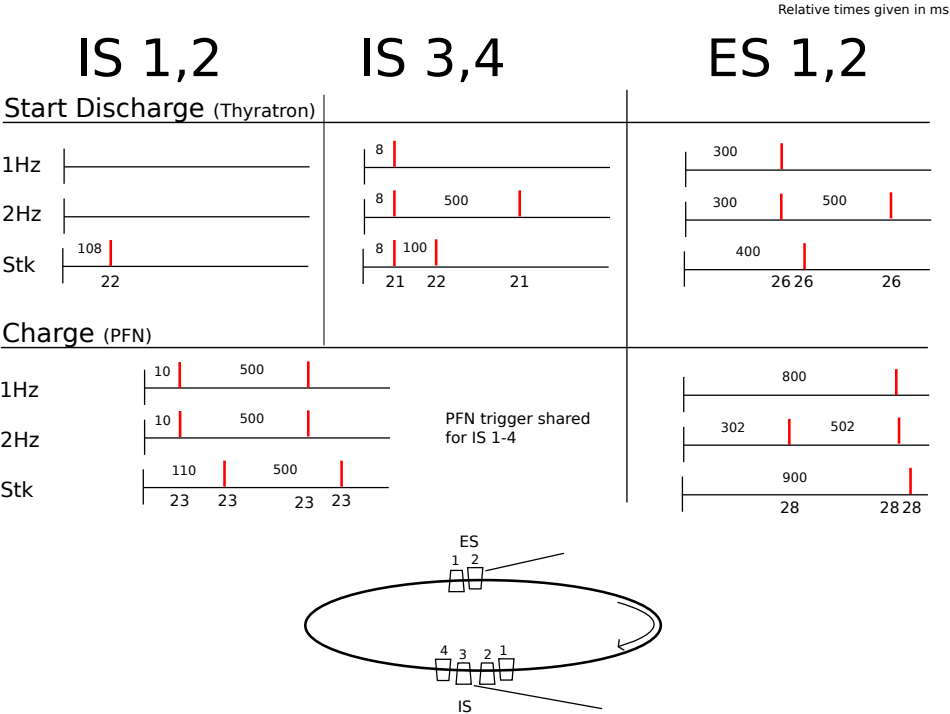 Relative times given in ms
IS 1,2 IS 3,4 ES 1,2
Start Discharge (Thyratron)
1Hz 8 300
2Hz 8 500 300 500
Stk 108 8 100 400
22 21 22 21 26 26 26
Charge (PFN)
1Hz 10 500 800
2Hz 10 500 302 502
Stk 110 500 900
23 23 23 23 28 28 28
PFN trigger shared
for IS 1-4
ES
1 2
4 3 2 1
IS